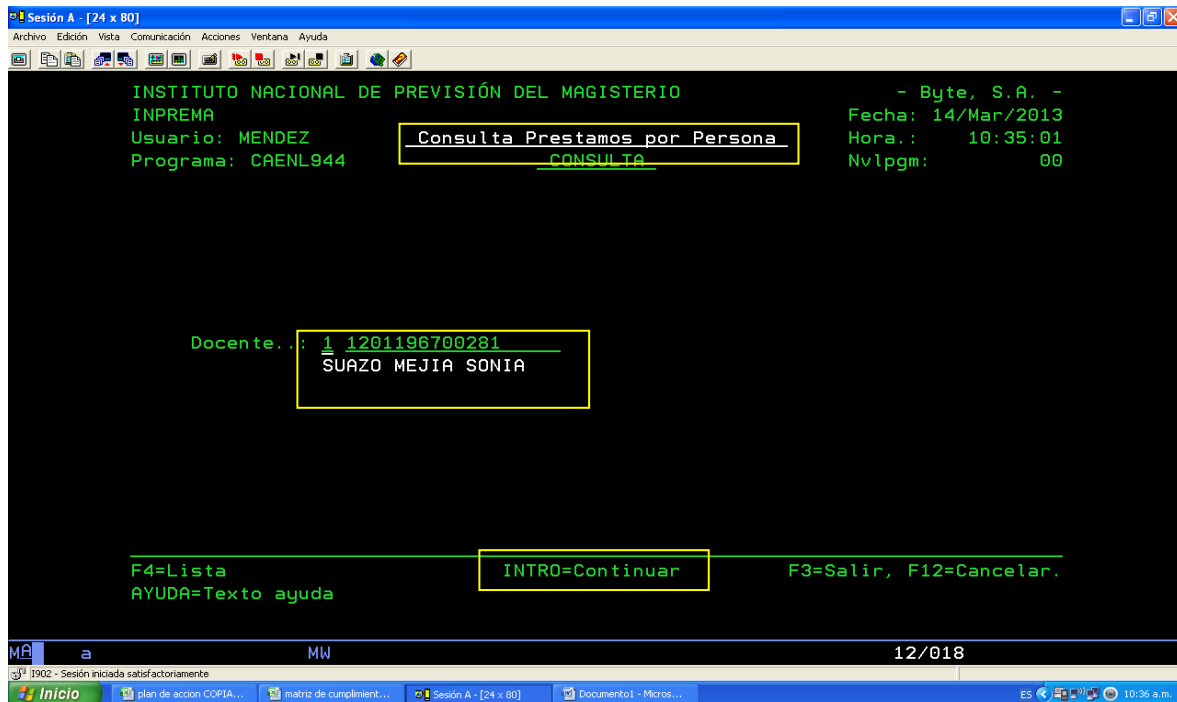 Sesión A - [24 x 80]
Archivo Edición Vista Comunicación Acciones Ventana Ayuda
INSTITUTO NACIONAL DE PREVISIÓN DEL MAGISTERIO - Byte, S.A. -
INPREMA Fecha: 14/Mar/2013
Usuario: MENDEZ Consulta Prestamos por Persona Hora.: 10:35:01
Programa: CAENL944 CONSULTA Nvlpgm: 00
Docente..: 1 1201196700281
SUAZO MEJIA SONIA
F4=Lista INTRO=Continuar F3=Salir, F12=Cancelar.
AYUDA=Texto ayuda
MA a MW 12/018
I902 - Sesión iniciada satisfactoriamente
Inicio plan de accion COPIA... matriz de cumplimient... Sesión A - [24 x 80] Documento1 - Micros... ES 10:36 a.m.